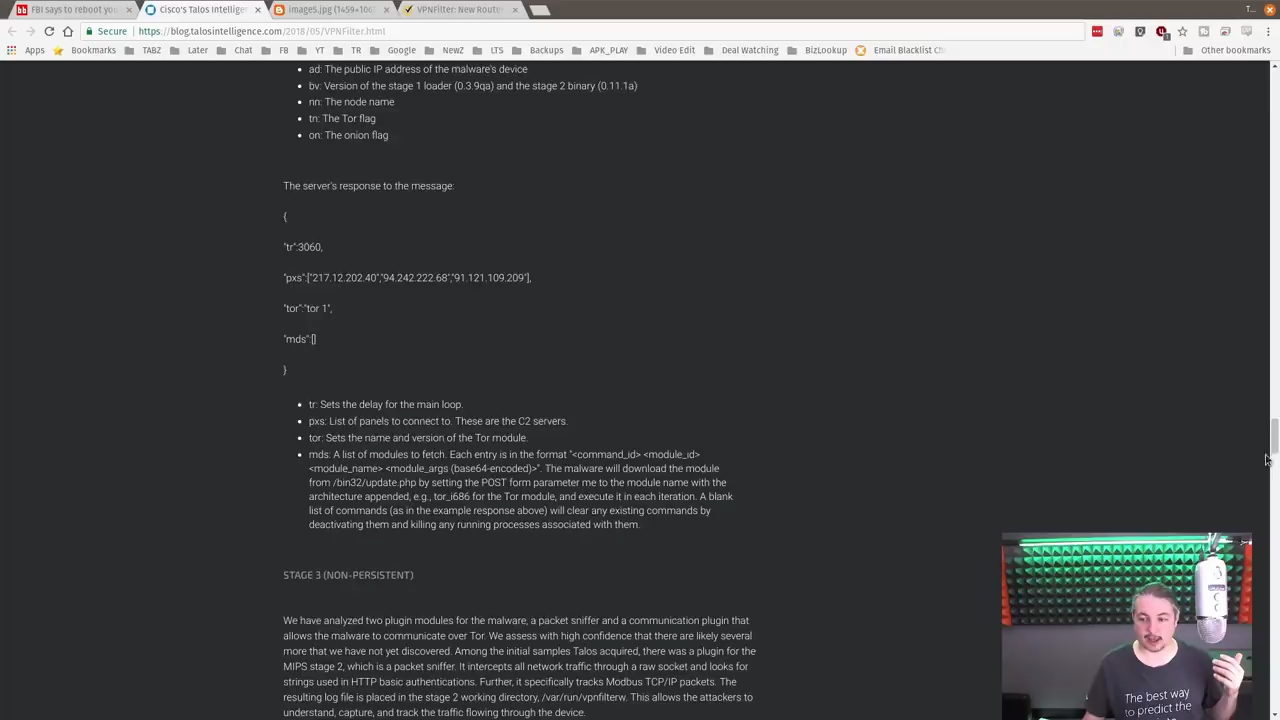 FBI says to reboot you
Cisco's Talos Intellige
image5.jpg (1459×106
VPNFilter: New Route
T...
Secure
https://blog.talosintelligence.com/2018/05/VPNFilter.html
Apps
Bookmarks
TABZ
Later
Chat
FB
YT
TR
Google
NewZ
LTS
Backups
APK_PLAY
Video Edit
Deal Watching
BizLookup
Email Blacklist Ch
Other bookmarks
ad: The public IP address of the malware's device
bv: Version of the stage 1 loader (0.3.9qa) and the stage 2 binary (0.11.1a)
nn: The node name
tn: The Tor flag
on: The onion flag
The server's response to the message:
{
"tr":3060,
"pxs":["217.12.202.40","94.242.222.68","91.121.109.209"],
"tor":"tor 1",
"mds":[]
}
tr: Sets the delay for the main loop.
pxs: List of panels to connect to. These are the C2 servers.
tor: Sets the name and version of the Tor module.
mds: A list of modules to fetch. Each entry is in the format "<command_id> <module_id>
<module_name> <module_args (base64-encoded)>". The malware will download the module
from /bin32/update.php by setting the POST form parameter me to the module name with the
architecture appended, e.g., tor_i686 for the Tor module, and execute it in each iteration. A blank
list of commands (as in the example response above) will clear any existing commands by
deactivating them and killing any running processes associated with them.
STAGE 3 (NON-PERSISTENT)
We have analyzed two plugin modules for the malware, a packet sniffer and a communication plugin that
allows the malware to communicate over Tor. We assess with high confidence that there are likely several
more that we have not yet discovered. Among the initial samples Talos acquired, there was a plugin for the
MIPS stage 2, which is a packet sniffer. It intercepts all network traffic through a raw socket and looks for
strings used in HTTP basic authentications. Further, it specifically tracks Modbus TCP/IP packets. The
resulting log file is placed in the stage 2 working directory, /var/run/vpnfilterw. This allows the attackers to
understand, capture, and track the traffic flowing through the device.
The best way
to predict the